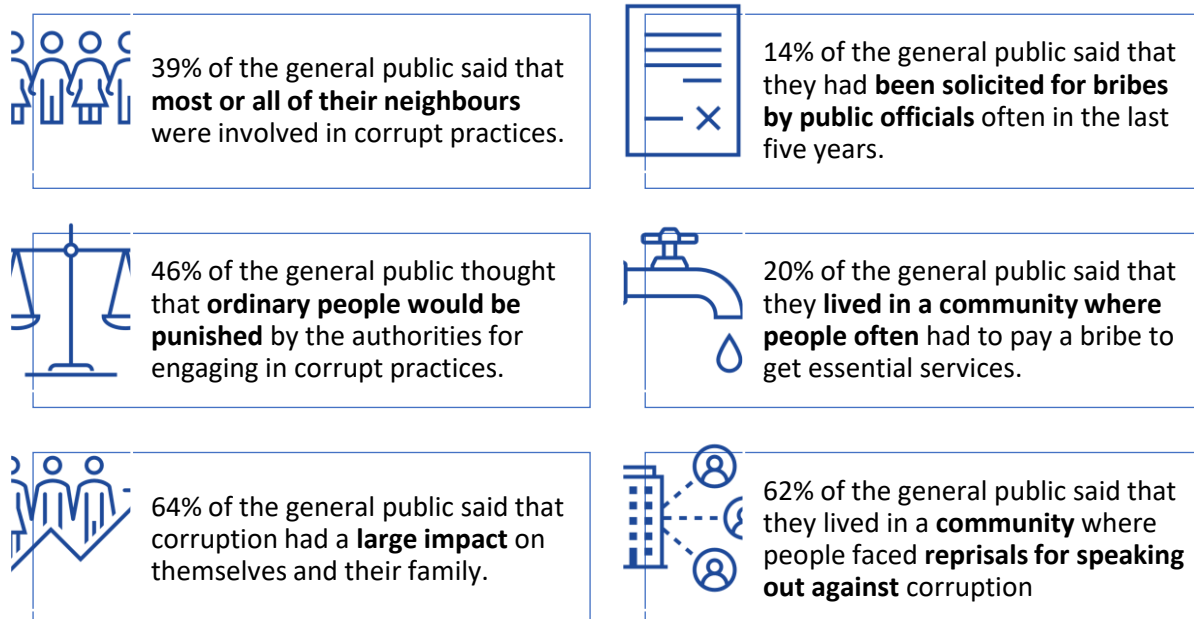 39% of the general public said that
most or all of their neighbours
were involved in corrupt practices.
14% of the general public said that
they had been solicited for bribes
by public officials often in the last
five years.
46% of the general public thought
that ordinary people would be
punished by the authorities for
engaging in corrupt practices.
20% of the general public said that
they lived in a community where
people often had to pay a bribe to
get essential services.
64% of the general public said that
corruption had a large impact on
themselves and their family.
62% of the general public said that
they lived in a community where
people faced reprisals for speaking
out against corruption